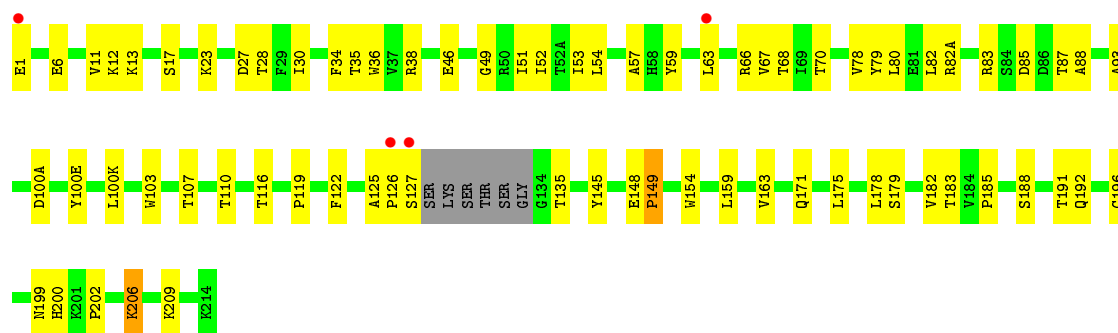 E1 E6 V11 K12 K13 S17 K23 D27 T28 F29 I30 F34 T35 W36 V37 R38 E46 G49 R50 I51 I52 T52A I53 L54 A57 H58 Y59 L63 R66 V67 T68 I69 T70 V78 Y79 L80 E81 L82 R82A R83 S84 D85 D86 T87 A88 A93
D100A Y100E L100K W103 T107 T110 T116 P119 F122 A125 P126 S127 SER LYS SER THR SER GLY G134 T135 Y145 E148 P149 W154 L159 V163 Q171 L175 L178 S179 V182 T183 V184 P185 S188 T191 Q192
N199 H200 K201 P202 K206 K209 K214